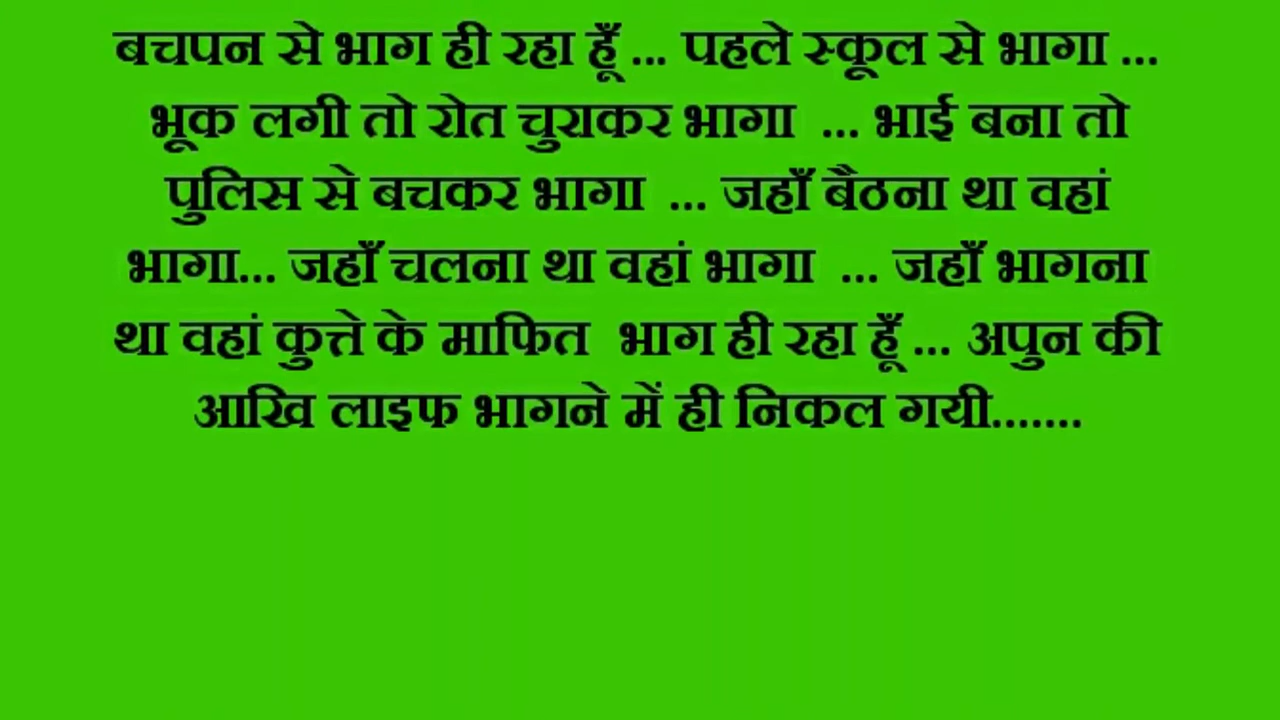 बचपन से भाग ही रहा हूँ ... पहले स्कूल से भागा ...
भूक लगी तो रोत चुराकर भागा ... भाई बना तो
पुलिस से बचकर भागा ... जहाँ बैठना था वहां
भागा... जहाँ चलना था वहां भागा ... जहाँ भागना
था वहां कुत्ते के माफित भाग ही रहा हूँ ... अपुन की
आखि लाइफ भागने में ही निकल गयी.......